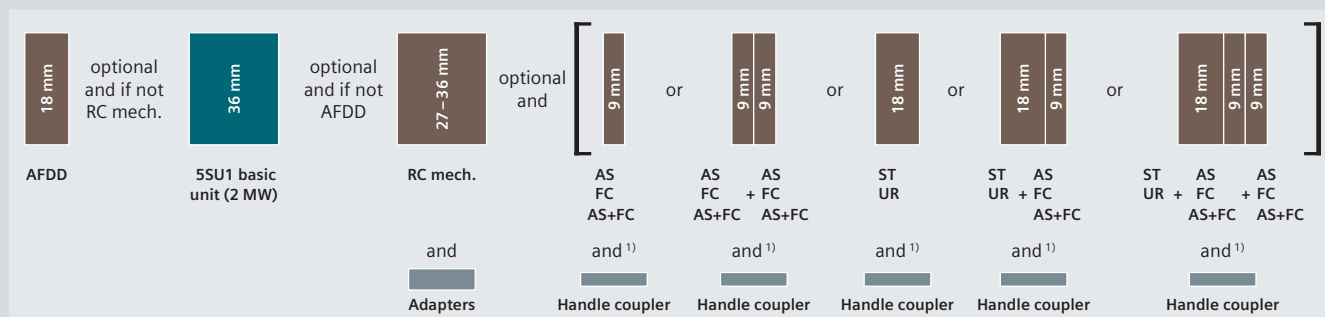 18 mm
optional
and if not
RC mech.
36 mm
optional
and if not
AFDD
27–36 mm
optional
and
9 mm
or
9 mm
9 mm
or
18 mm
or
18 mm
9 mm
or
18 mm
9 mm
9 mm
AFDD
5SU1 basic
unit (2 MW)
RC mech.
AS
FC
AS+FC
AS AS
FC + FC
AS+FC AS+FC
ST
UR
ST AS
UR + FC
AS+FC
ST AS AS
UR + FC + FC
AS+FC AS+FC
and
and 1)
and 1)
and 1)
and 1)
and 1)
Adapters
Handle coupler
Handle coupler
Handle coupler
Handle coupler
Handle coupler